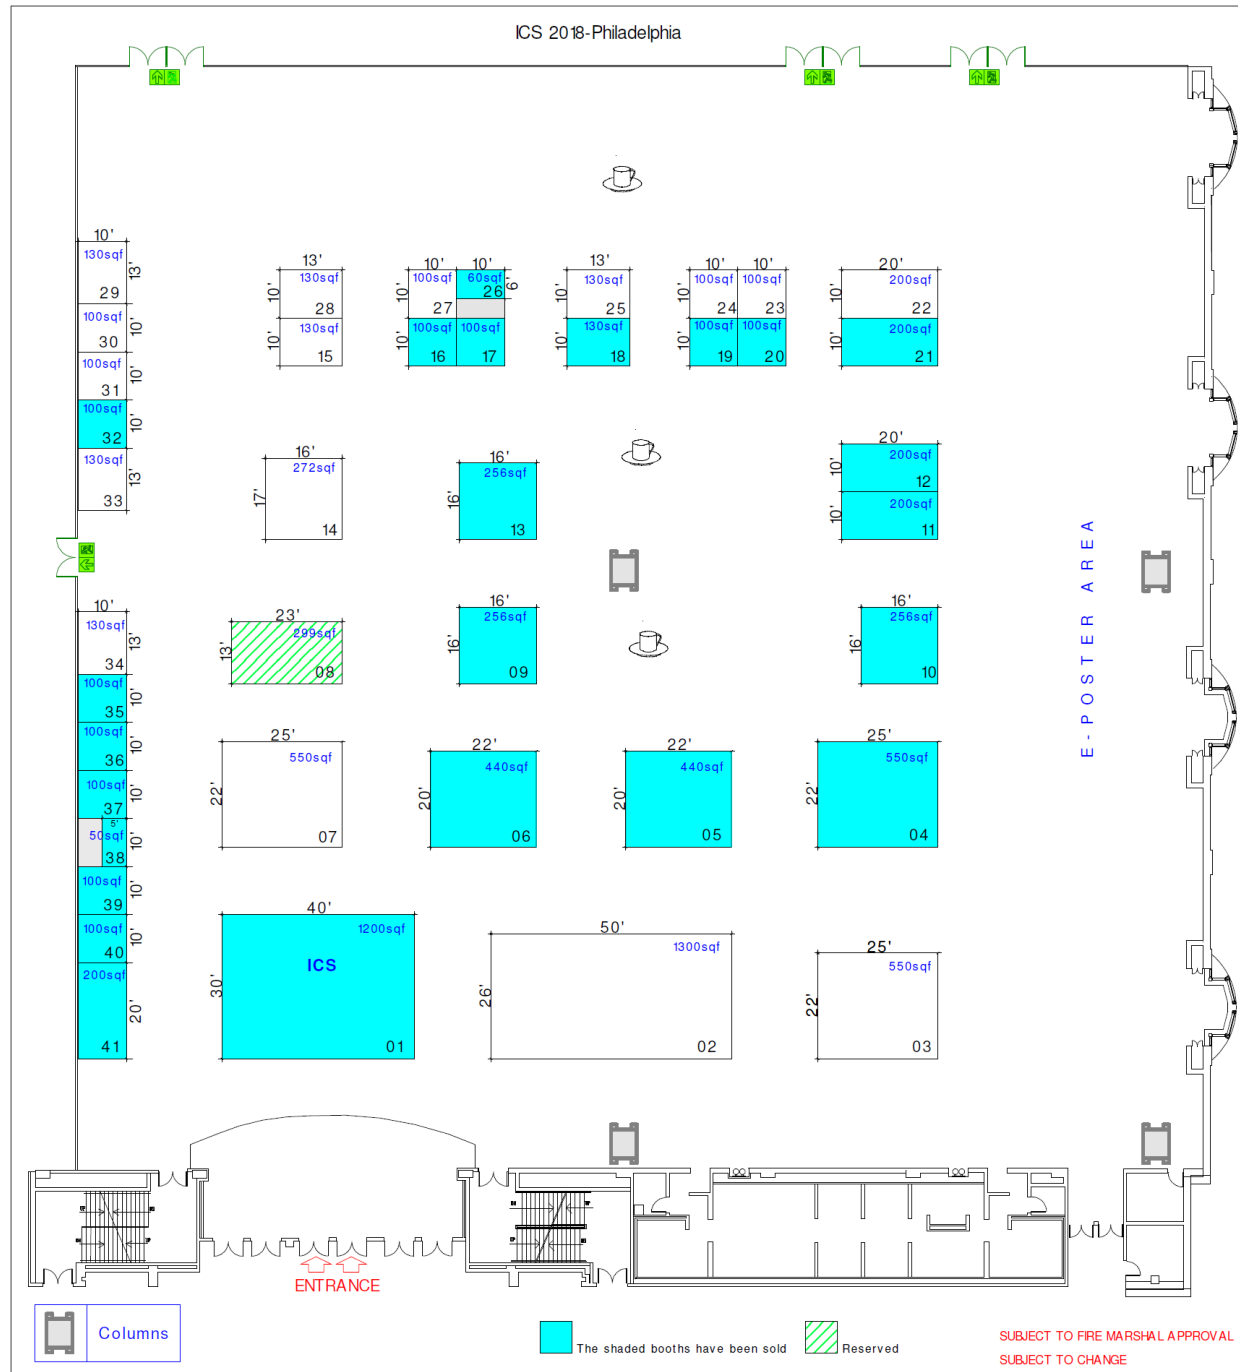 ICS 2018-Philadelphia
10'
130sqf
13'
29
100sqf
10'
30
100sqf
10'
31
100sqf
10'
32
130sqf
13'
33
13'
130sqf
10'
28
130sqf
10'
15
10' 10'
100sqf 60sqf
10' 6'
27 26
100sqf 100sqf
10'
16 17
13'
130sqf
10'
25
130sqf
10'
18
10' 10'
100sqf 100sqf
10'
24 23
100sqf 100sqf
10'
19 20
20'
200sqf
10'
22
200sqf
10'
21
16'
272sqf
17'
14
16'
256sqf
16'
13
20'
200sqf
10'
12
200sqf
10'
11
E-POSTER AREA
10'
130sqf
13'
34
100sqf
10'
35
100sqf
10'
36
100sqf
10'
37
5'
50sqf
10'
38
100sqf
10'
39
100sqf
10'
40
200sqf
20'
41
23'
299sqf
13'
08
16'
256sqf
16'
09
16'
256sqf
16'
10
25'
550sqf
22'
07
22'
440sqf
20'
06
22'
440sqf
20'
05
25'
550sqf
22'
04
40'
1200sqf
ICS
30'
01
50'
1300sqf
26'
02
25'
550sqf
22'
03
ENTRANCE
Columns
The shaded booths have been sold
Reserved
SUBJECT TO FIRE MARSHAL APPROVAL
SUBJECT TO CHANGE